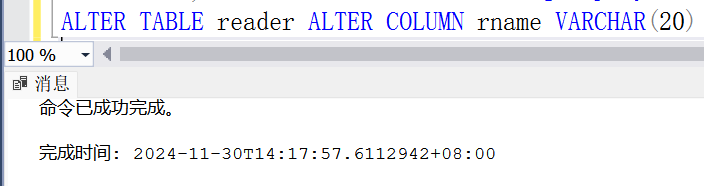 ALTER TABLE reader ALTER COLUMN rname VARCHAR(20)
100 %
消息
命令已成功完成。
完成时间: 2024-11-30T14:17:57.6112942+08:00